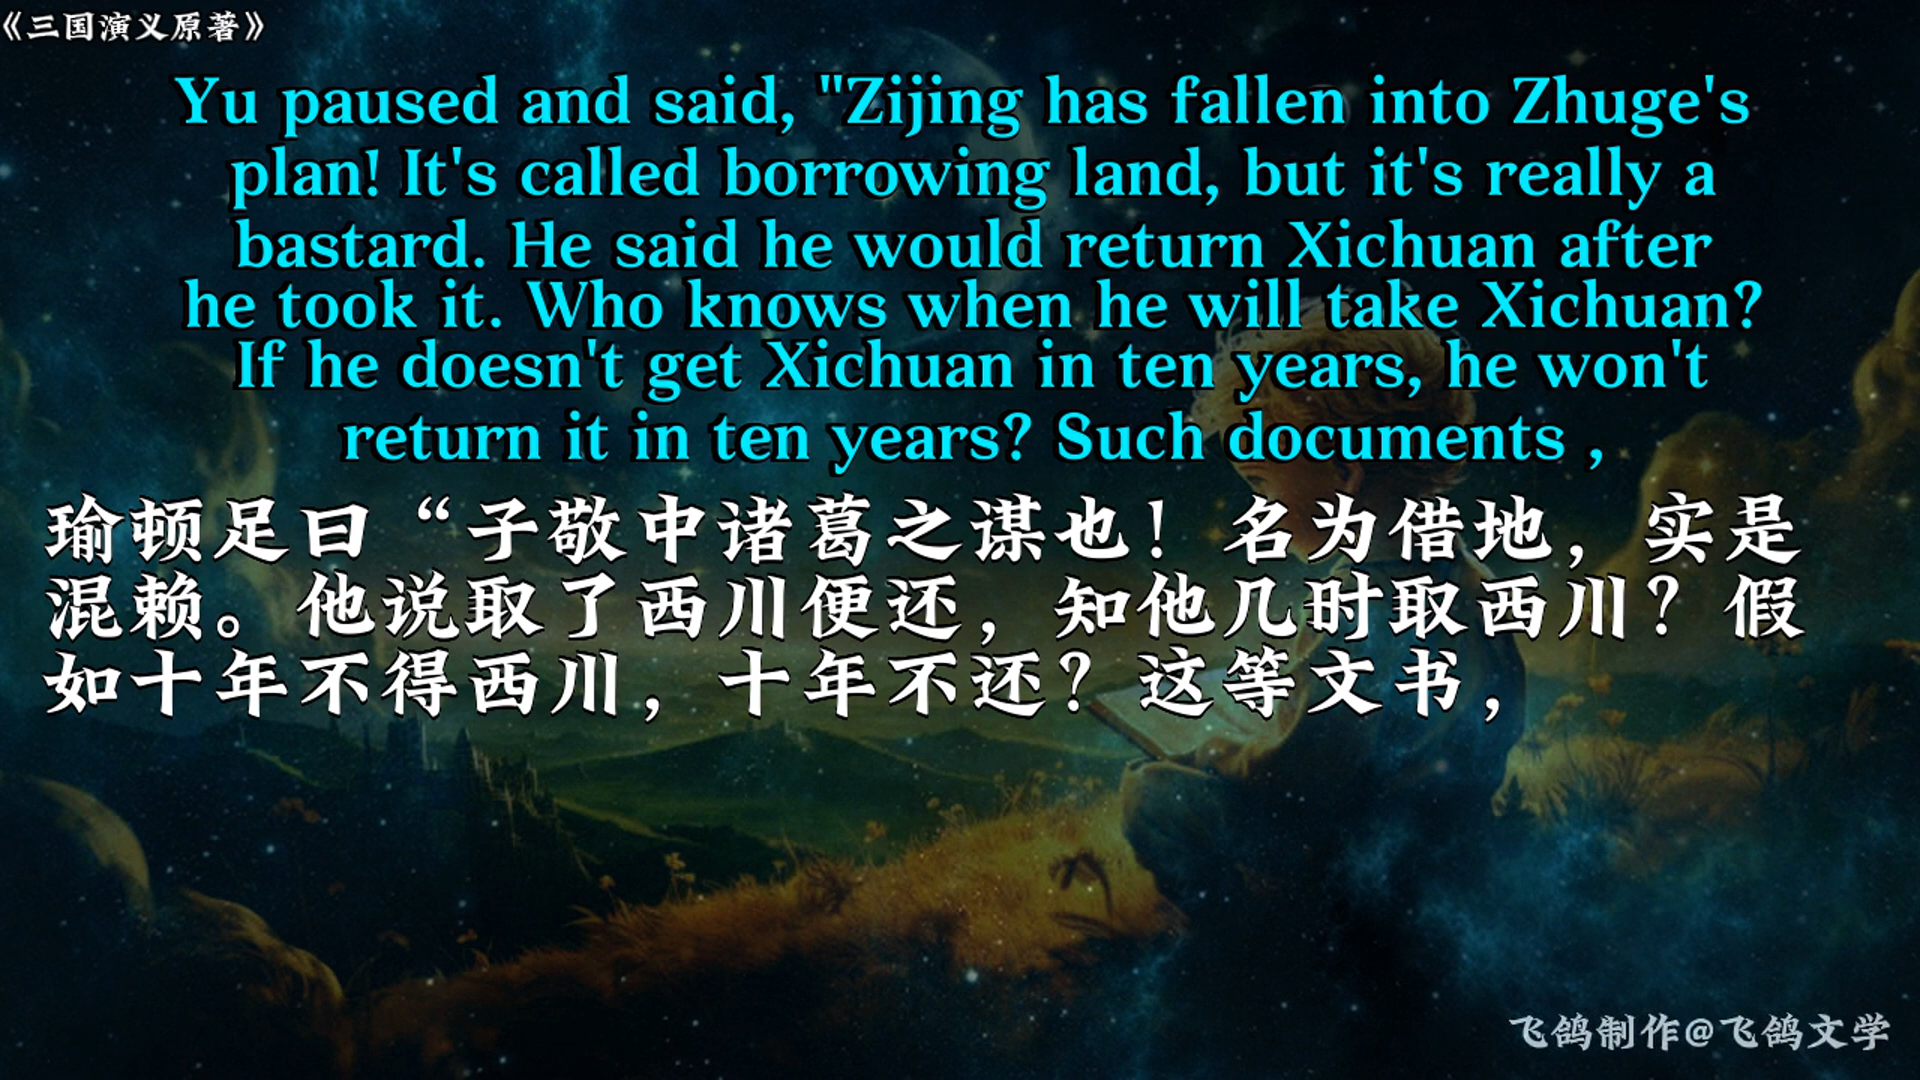 《三国演义原著》
Yu paused and said, "Zijing has fallen into Zhuge's
plan! It's called borrowing land, but it's really a
bastard. He said he would return Xichuan after
he took it. Who knows when he will take Xichuan?
If he doesn't get Xichuan in ten years, he won't
return it in ten years? Such documents ,
瑜顿足曰“子敬中诸葛之谋也！名为借地，实是
混赖。他说取了西川便还，知他几时取西川？假
如十年不得西川，十年不还？这等文书，
飞鸽制作@飞鸽文学